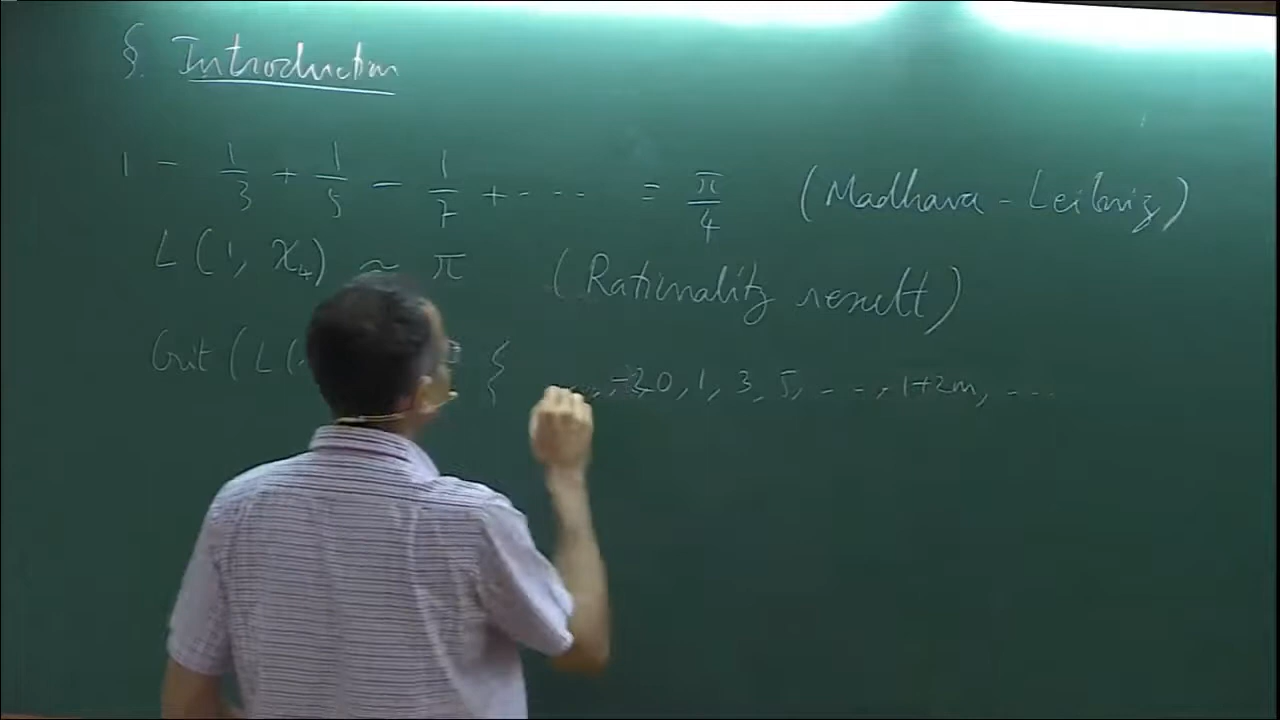 §. Introduction
1 - 1/3 + 1/5 - 1/7 + ··· = π/4 (Madhava - Leibniz)
L(1, χ₄) ~ π (Rationality result)
Crit (L( { , -2, 0, 1, 3, 5, - - -, 1+2m, - - -